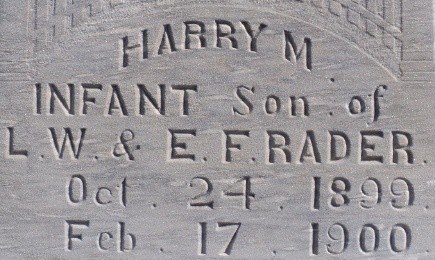 HARRY M.
INFANT Son of
L.W. & E.F. RADER.
Oct. 24. 1899.
Feb. 17. 1900.